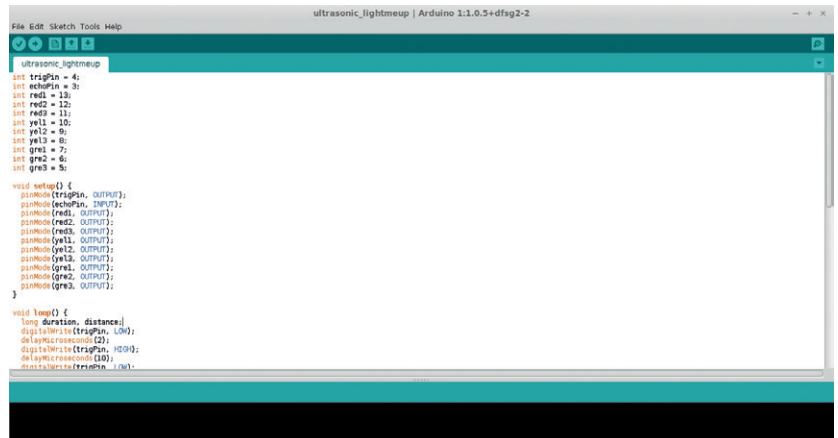 ultrasonic_lightmeup | Arduino 1:1.0.5+dfsg2-2
File Edit Sketch Tools Help
ultrasonic_lightmeup
int trigPin = 4;
int echoPin = 3;
int red1 = 13;
int red2 = 12;
int red3 = 11;
int yel1 = 10;
int yel2 = 9;
int yel3 = 8;
int gre1 = 7;
int gre2 = 6;
int gre3 = 5;
void setup() {
pinMode(trigPin, OUTPUT);
pinMode(echoPin, INPUT);
pinMode(red1, OUTPUT);
pinMode(red2, OUTPUT);
pinMode(red3, OUTPUT);
pinMode(yel1, OUTPUT);
pinMode(yel2, OUTPUT);
pinMode(yel3, OUTPUT);
pinMode(gre1, OUTPUT);
pinMode(gre2, OUTPUT);
pinMode(gre3, OUTPUT);
}
void loop() {
long duration, distance;
digitalWrite(trigPin, LOW);
delayMicroseconds(2);
digitalWrite(trigPin, HIGH);
delayMicroseconds(10);
digitalWrite(trigPin, LOW);